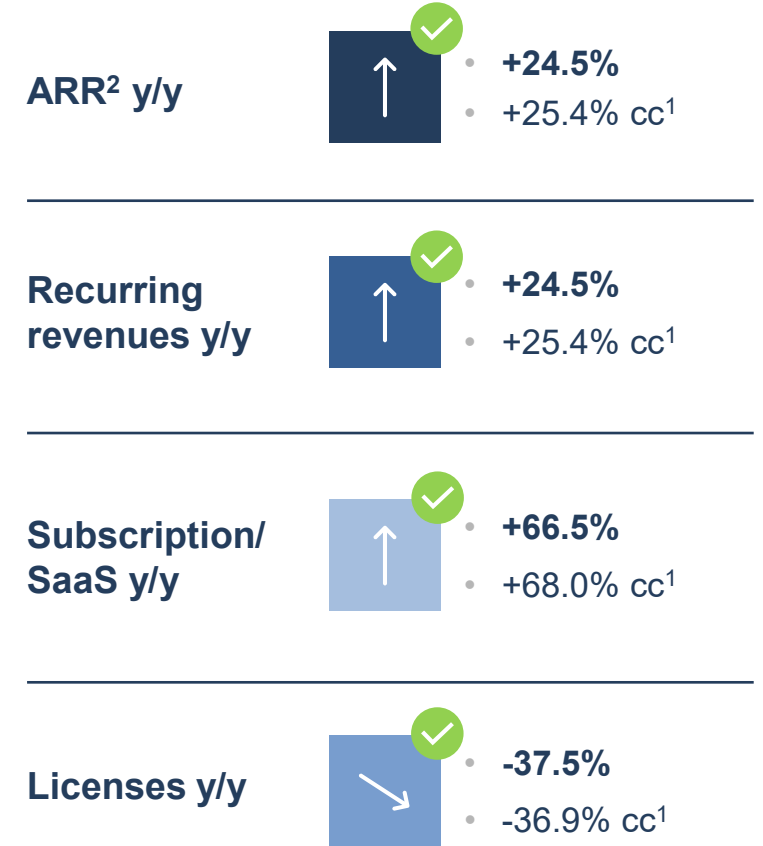 ARR² y/y
• +24.5%
• +25.4% cc¹
Recurring
revenues y/y
• +24.5%
• +25.4% cc¹
Subscription/
SaaS y/y
• +66.5%
• +68.0% cc¹
Licenses y/y
• -37.5%
• -36.9% cc¹